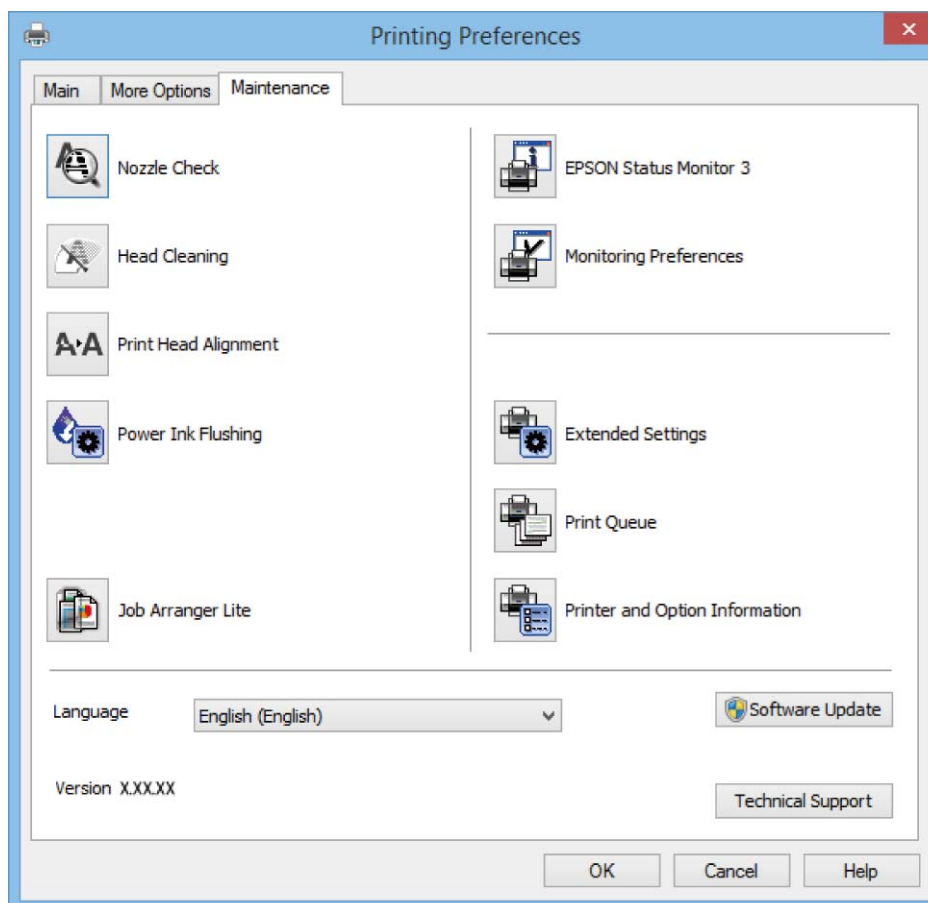 Printing Preferences
Main
More Options
Maintenance
Nozzle Check
Head Cleaning
A·A Print Head Alignment
Power Ink Flushing
Job Arranger Lite
EPSON Status Monitor 3
Monitoring Preferences
Extended Settings
Print Queue
Printer and Option Information
Language
English (English)
Software Update
Version X.XX.XX
Technical Support
OK
Cancel
Help